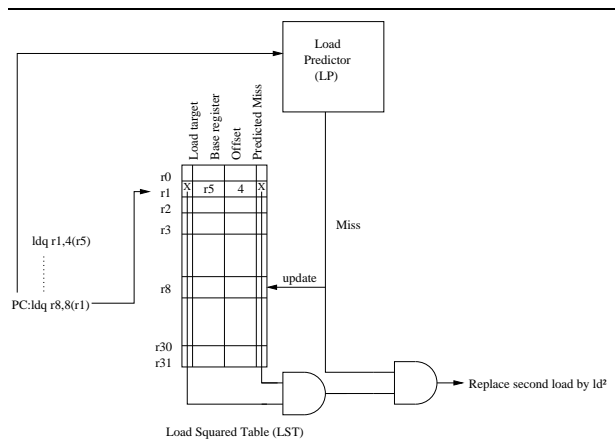 Load
Predictor
(LP)
Load target
Base register
Offset
Predicted Miss
r0
r1
X
r5
4
X
r2
r3
Miss
ldq r1,4(r5)
update
r8
PC:ldq r8,8(r1)
r30
r31
Replace second load by ld²
Load Squared Table (LST)